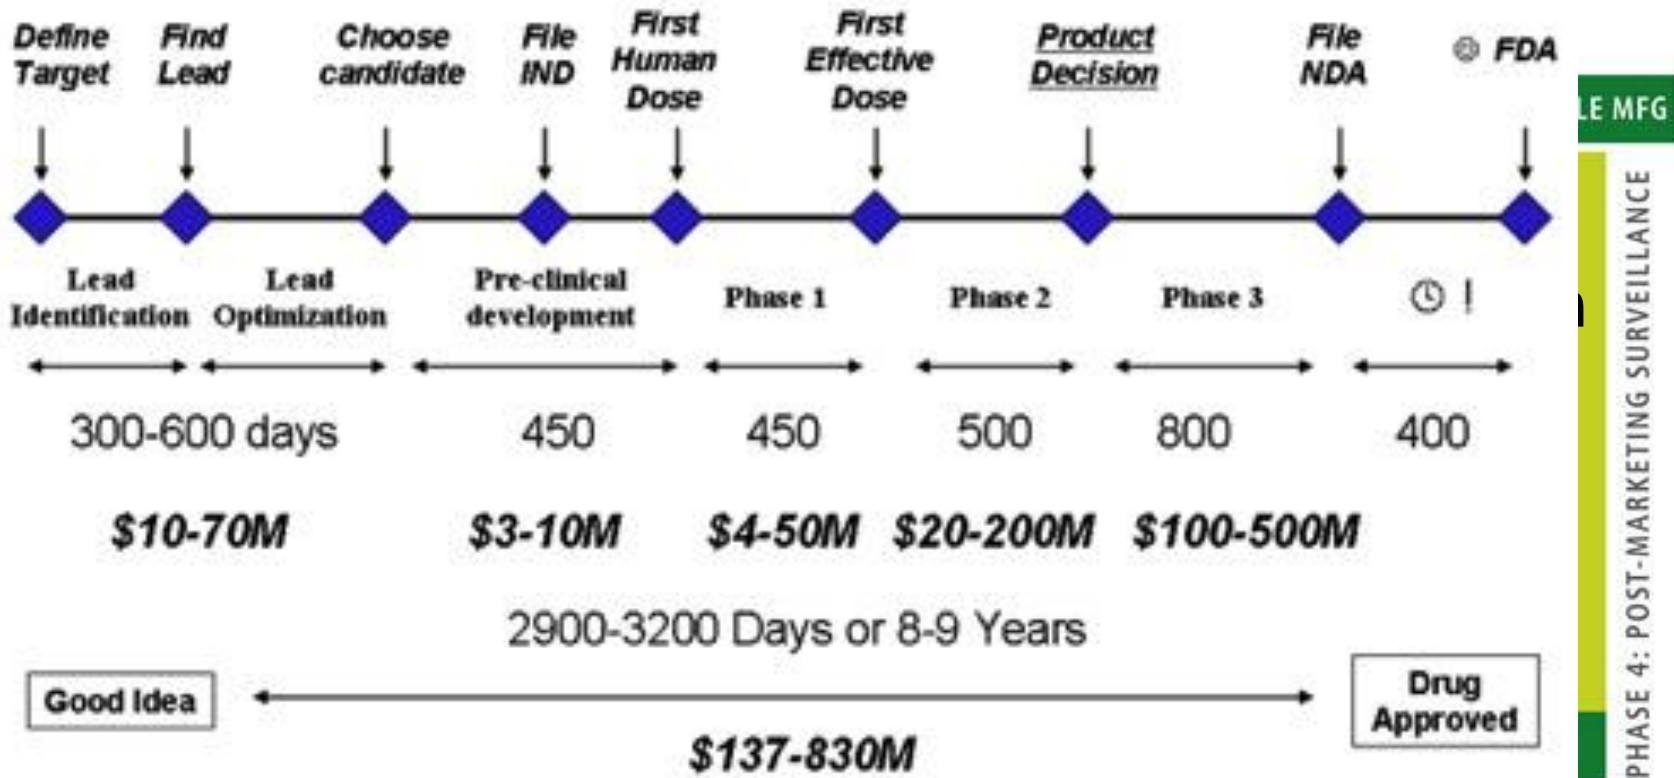 Define
Target
Find
Lead
Choose
candidate
File
IND
First
Human
Dose
First
Effective
Dose
Product
Decision
File
NDA
☹ FDA
Lead
Identification
Lead
Optimization
Pre-clinical
development
Phase 1
Phase 2
Phase 3
!
300-600 days
450
450
500
800
400
$10-70M
$3-10M
$4-50M
$20-200M
$100-500M
2900-3200 Days or 8-9 Years
Good Idea
Drug
Approved
$137-830M
LE MFG
PHASE 4: POST-MARKETING SURVEILLANCE